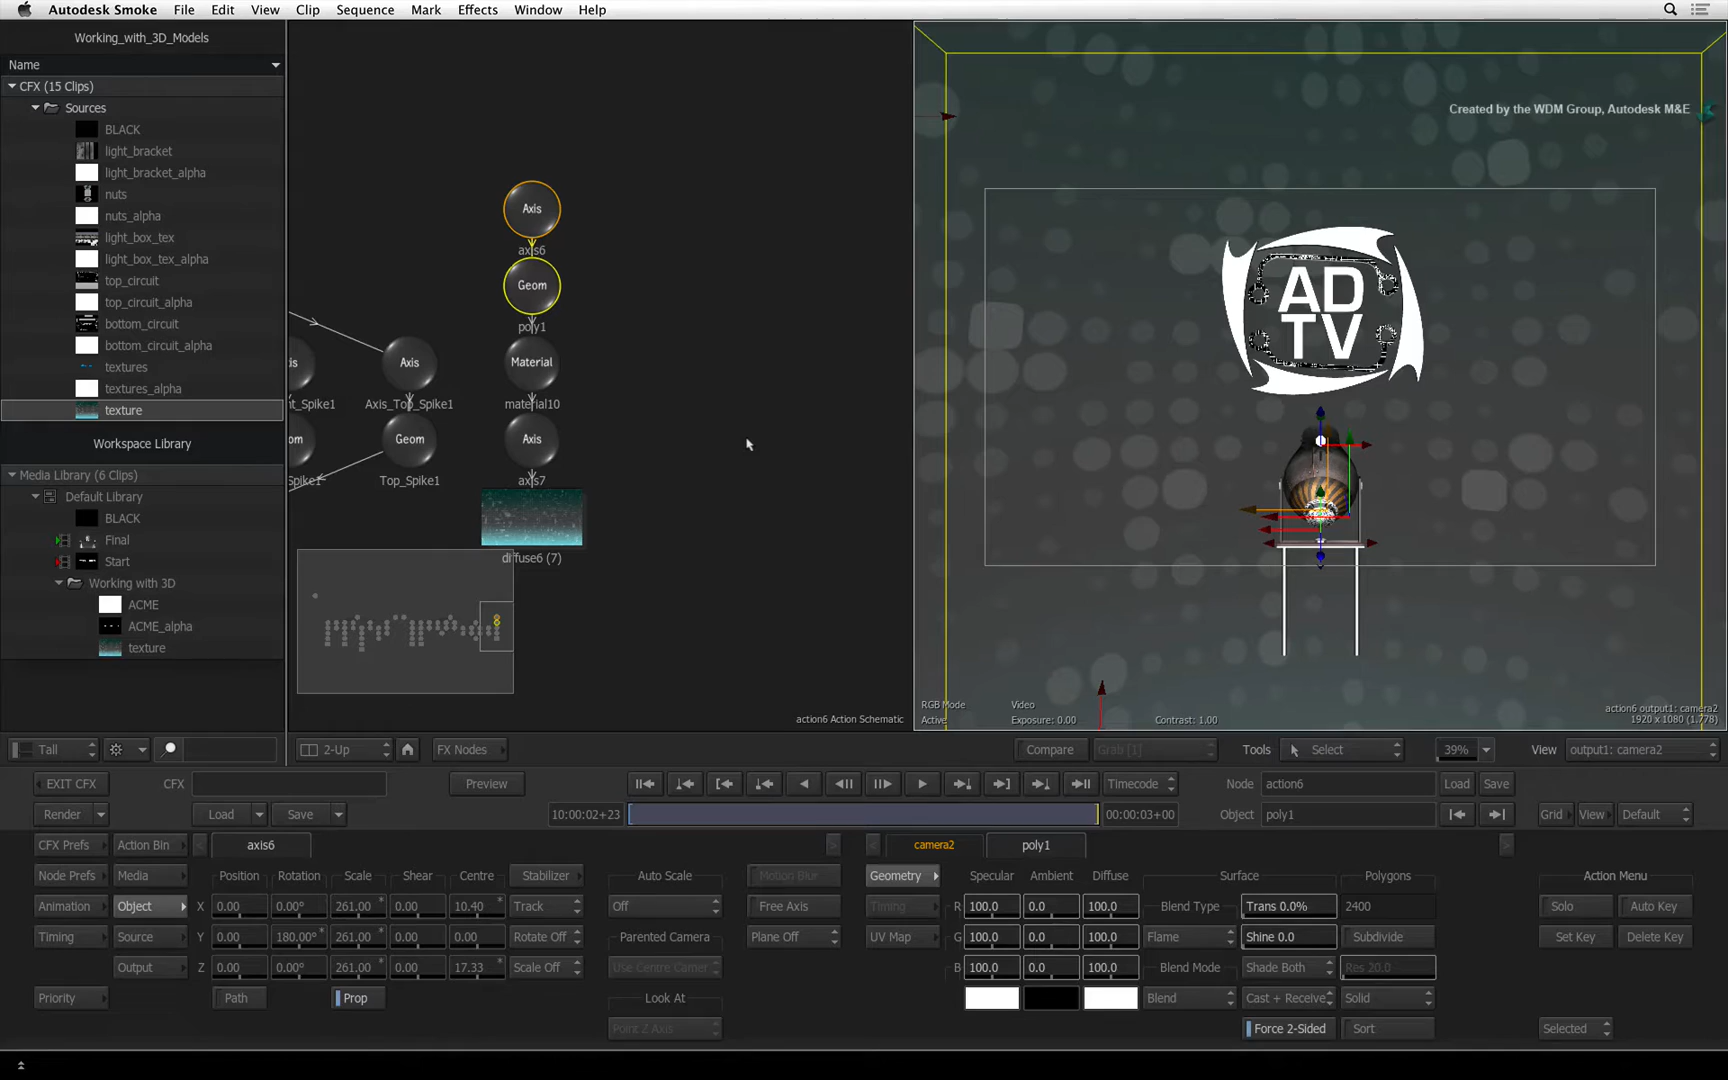 Autodesk Smoke File Edit View Clip Sequence Mark Effects Window Help
Working_with_3D_Models
Name
CFX (15 Clips)
Sources
BLACK
light_bracket
light_bracket_alpha
nuts
nuts_alpha
light_box_tex
light_box_tex_alpha
top_circuit
top_circuit_alpha
bottom_circuit
bottom_circuit_alpha
textures
textures_alpha
texture
Workspace Library
Media Library (6 Clips)
Default Library
BLACK
Final
Start
Working with 3D
ACME
ACME_alpha
texture
Axis
axis6
Geom
poly1
Axis
Material
Axis_Top_Spike1
material10
Geom
Axis
Top_Spike1
axis7
diffuse6 (7)
action6 Action Schematic
Created by the WDM Group, Autodesk M&E
AD
TV
RGB Mode Video
Active Exposure: 0.00 Contrast: 1.00
action6 output1: camera2
1920 x 1080 (1.778)
Tall 2-Up FX Nodes Compare Grab [1] Tools Select 39% View output1: camera2
EXIT CFX CFX Preview Timecode Node action6 Load Save
Render Load Save 10:00:02+23 00:00:03+00 Object poly1 Grid View Default
CFX Prefs Action Bin < axis6 > < camera2 poly1 >
Node Prefs Media Position Rotation Scale Shear Centre Stabilizer Auto Scale Motion Blur Geometry Specular Ambient Diffuse Surface Polygons Action Menu
Animation Object X 0.00 0.00° 261.00 0.00 10.40 Track Off Free Axis Timing R 100.0 0.0 100.0 Blend Type Trans 0.0% 2400 Solo Auto Key
Timing Source Y 0.00 180.00° 261.00 0.00 0.00 Rotate Off Parented Camera Plane Off UV Map G 100.0 0.0 100.0 Flame Shine 0.0 Subdivide Set Key Delete Key
Output Z 0.00 0.00° 261.00 0.00 17.33 Scale Off Use Centre Camer B 100.0 0.0 100.0 Blend Mode Shade Both Res 20.0
Priority Path Prop Look At Blend Cast + Receive Solid
Point Z Axis Force 2-Sided Sort Selected